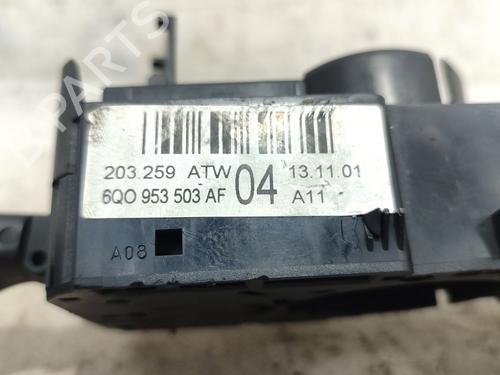 203.259 ATW 04 13.11.01
6Q0 953 503 AF A11
A08
B-PARTS